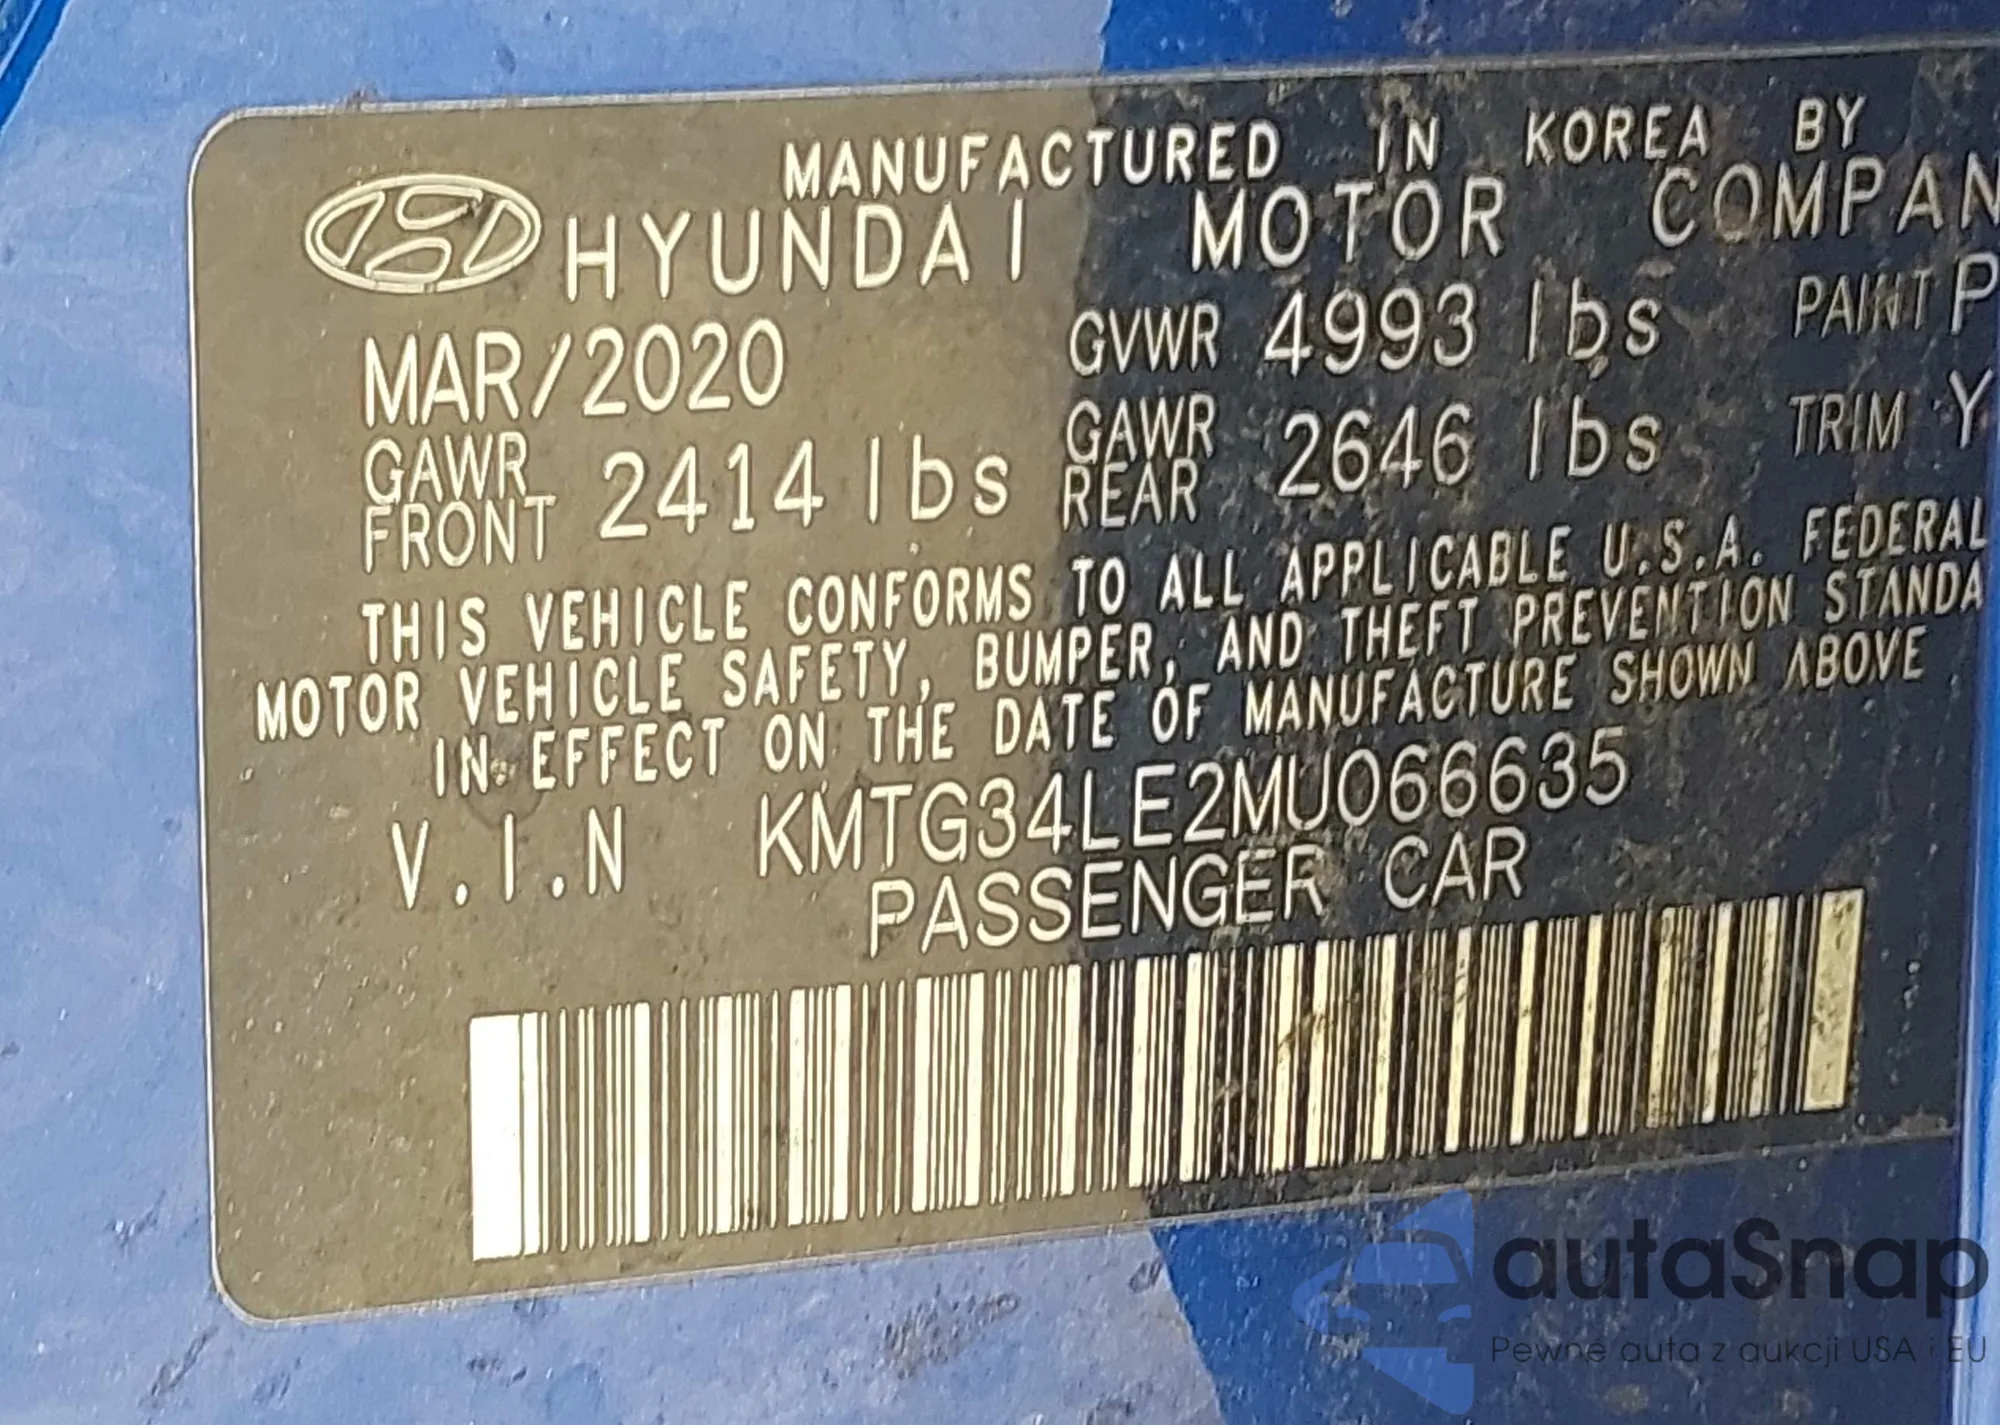 MANUFACTURED IN KOREA BY
HYUNDAI MOTOR COMPAN
MAR/2020 GVWR 4993 lbs PAINT P
GAWR FRONT 2414 lbs GAWR REAR 2646 lbs TRIM Y
THIS VEHICLE CONFORMS TO ALL APPLICABLE U.S.A. FEDERAL
MOTOR VEHICLE SAFETY, BUMPER, AND THEFT PREVENTION STANDA
IN EFFECT ON THE DATE OF MANUFACTURE SHOWN ABOVE.
V.I.N KMTG34LE2MU066635
PASSENGER CAR
autaSnap
Pewne auta z aukcji USA i EU